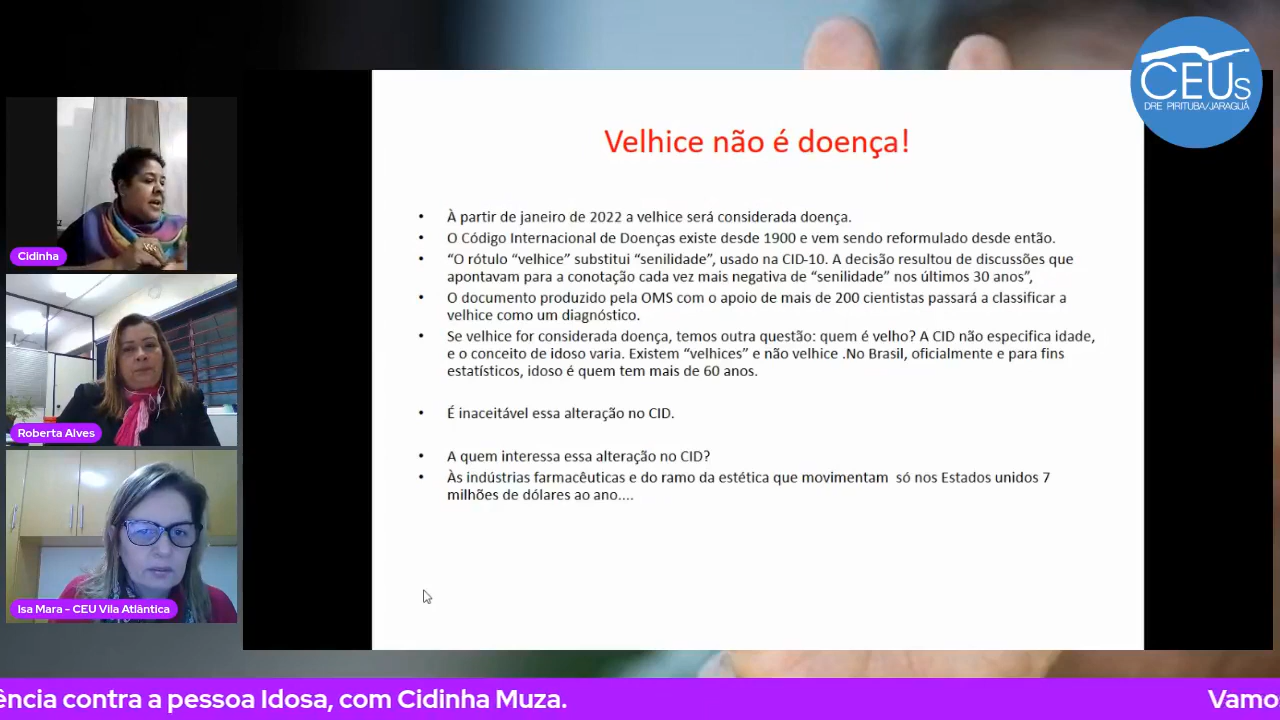 CEUs
DRE PIRITUBA/JARAGUÁ
Velhice não é doença!
• À partir de janeiro de 2022 a velhice será considerada doença.
• O Código Internacional de Doenças existe desde 1900 e vem sendo reformulado desde então.
• “O rótulo “velhice” substitui “senilidade”, usado na CID-10. A decisão resultou de discussões que
apontavam para a conotação cada vez mais negativa de “senilidade” nos últimos 30 anos”,
• O documento produzido pela OMS com o apoio de mais de 200 cientistas passará a classificar a
velhice como um diagnóstico.
• Se velhice for considerada doença, temos outra questão: quem é velho? A CID não especifica idade,
e o conceito de idoso varia. Existem “velhices” e não velhice .No Brasil, oficialmente e para fins
estatísticos, idoso é quem tem mais de 60 anos.
• É inaceitável essa alteração no CID.
• A quem interessa essa alteração no CID?
• Às indústrias farmacêuticas e do ramo da estética que movimentam só nos Estados unidos 7
milhões de dólares ao ano....
Cidinha
Roberta Alves
Isa Mara - CEU Vila Atlântica
ência contra a pessoa Idosa, com Cidinha Muza.
Vamo